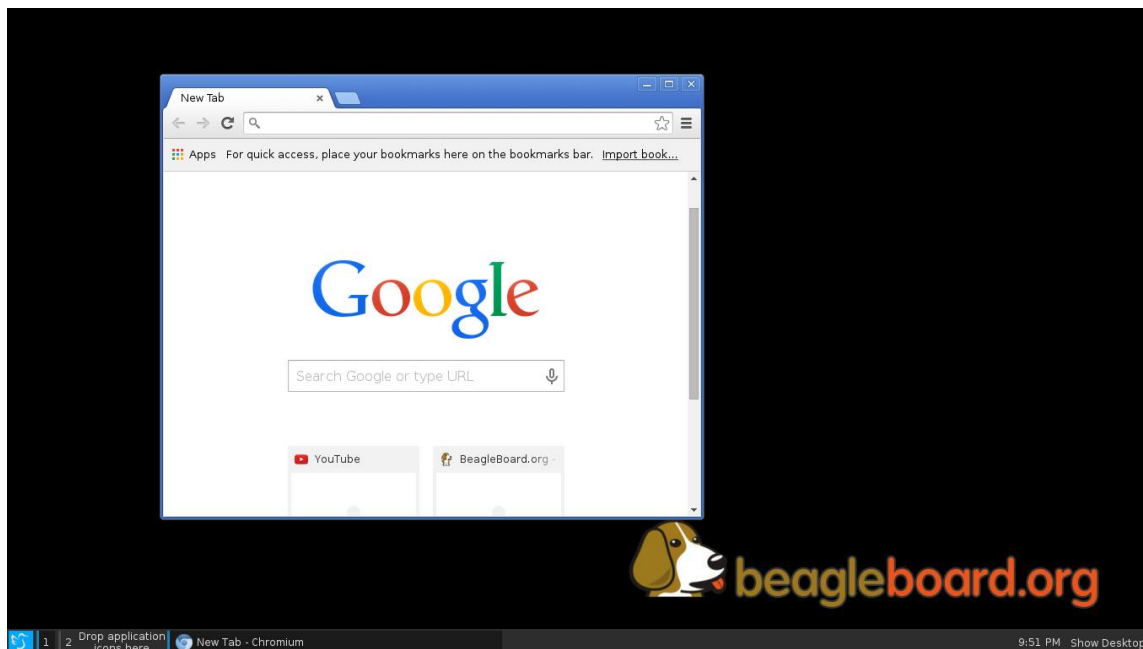 New Tab
Apps For quick access, place your bookmarks here on the bookmarks bar. Import book...
Google
Search Google or type URL
YouTube
BeagleBoard.org -
beagleboard.org
1
2
Drop application
icons here
New Tab - Chromium
9:51 PM
Show Desktop